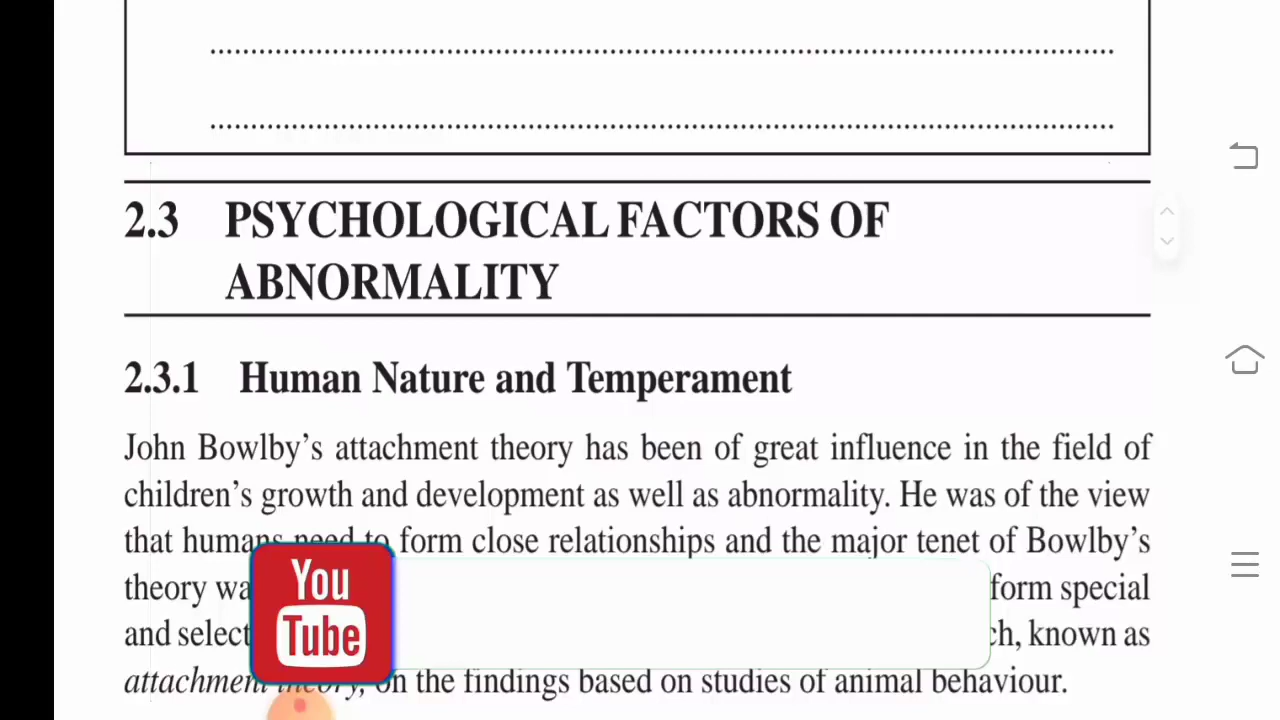 2.3 PSYCHOLOGICAL FACTORS OF
ABNORMALITY
2.3.1 Human Nature and Temperament
John Bowlby's attachment theory has been of great influence in the field of
children's growth and development as well as abnormality. He was of the view
that humans need to form close relationships and the major tenet of Bowlby's
theory form special
and known as
attachment theory, on the findings based on studies of animal behaviour.
You
Tube